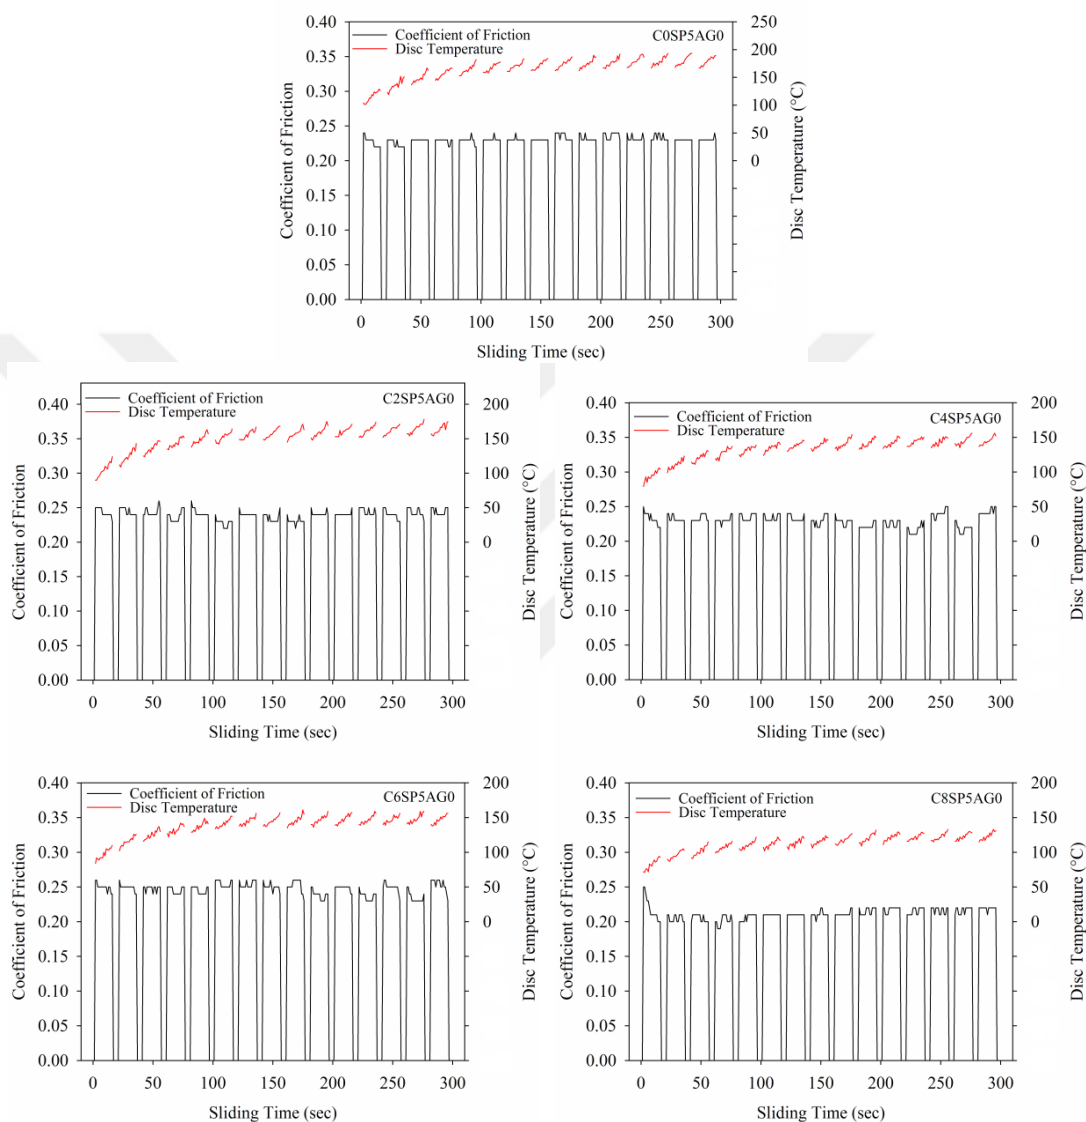 0.40
0.35
0.30
0.25
0.20
0.15
0.10
0.05
0.00
Coefficient of Friction
Coefficient of Friction
Disc Temperature
C0SP5AG0
250
200
150
100
50
0
Disc Temperature (°C)
0 50 100 150 200 250 300
Sliding Time (sec)
0.40
0.35
0.30
0.25
0.20
0.15
0.10
0.05
0.00
Coefficient of Friction
Coefficient of Friction
Disc Temperature
C2SP5AG0
200
150
100
50
0
Disc Temperature (°C)
0 50 100 150 200 250 300
Sliding Time (sec)
0.40
0.35
0.30
0.25
0.20
0.15
0.10
0.05
0.00
Coefficient of Friction
Coefficient of Friction
Disc Temperature
C4SP5AG0
200
150
100
50
0
Disc Temperature (°C)
0 50 100 150 200 250 300
Sliding Time (sec)
0.40
0.35
0.30
0.25
0.20
0.15
0.10
0.05
0.00
Coefficient of Friction
Coefficient of Friction
Disc Temperature
C6SP5AG0
200
150
100
50
0
Disc Temperature (°C)
0 50 100 150 200 250 300
Sliding Time (sec)
0.40
0.35
0.30
0.25
0.20
0.15
0.10
0.05
0.00
Coefficient of Friction
Coefficient of Friction
Disc Temperature
C8SP5AG0
200
150
100
50
0
Disc Temperature (°C)
0 50 100 150 200 250 300
Sliding Time (sec)